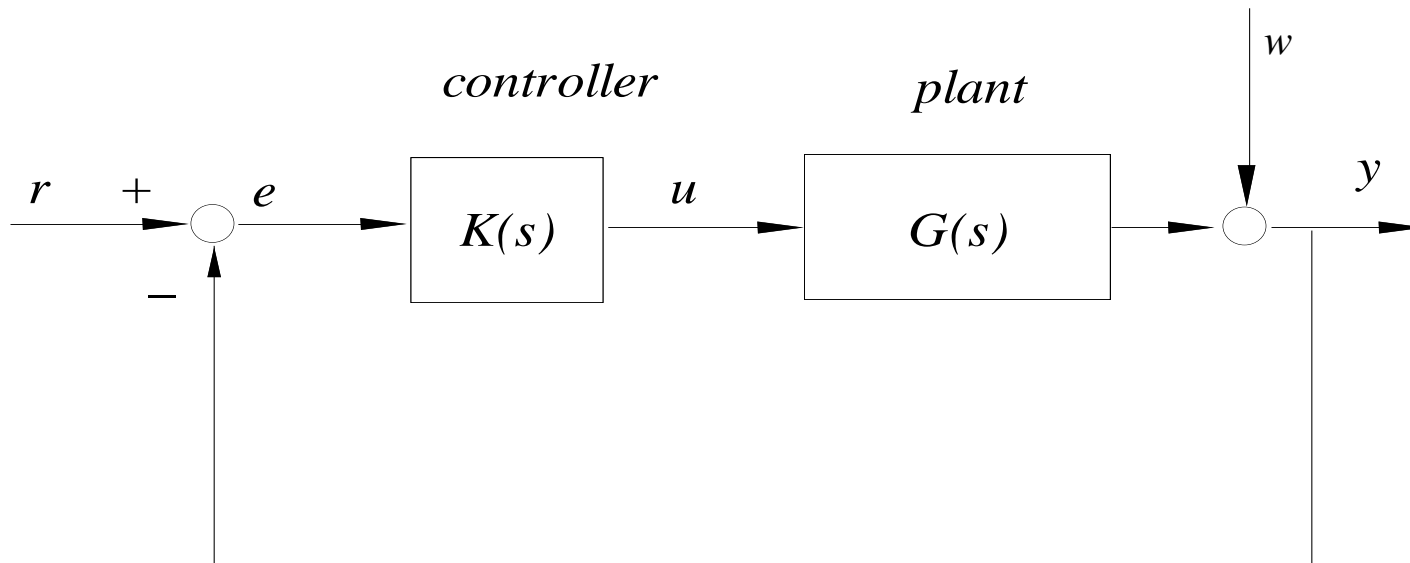 w
controller
plant
r + e
u
y
K(s)
G(s)
−